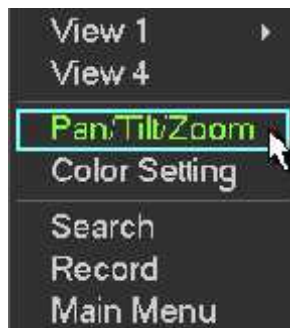 View 1
View 4
Pan/Tilt/Zoom
Color Setting
Search
Record
Main Menu